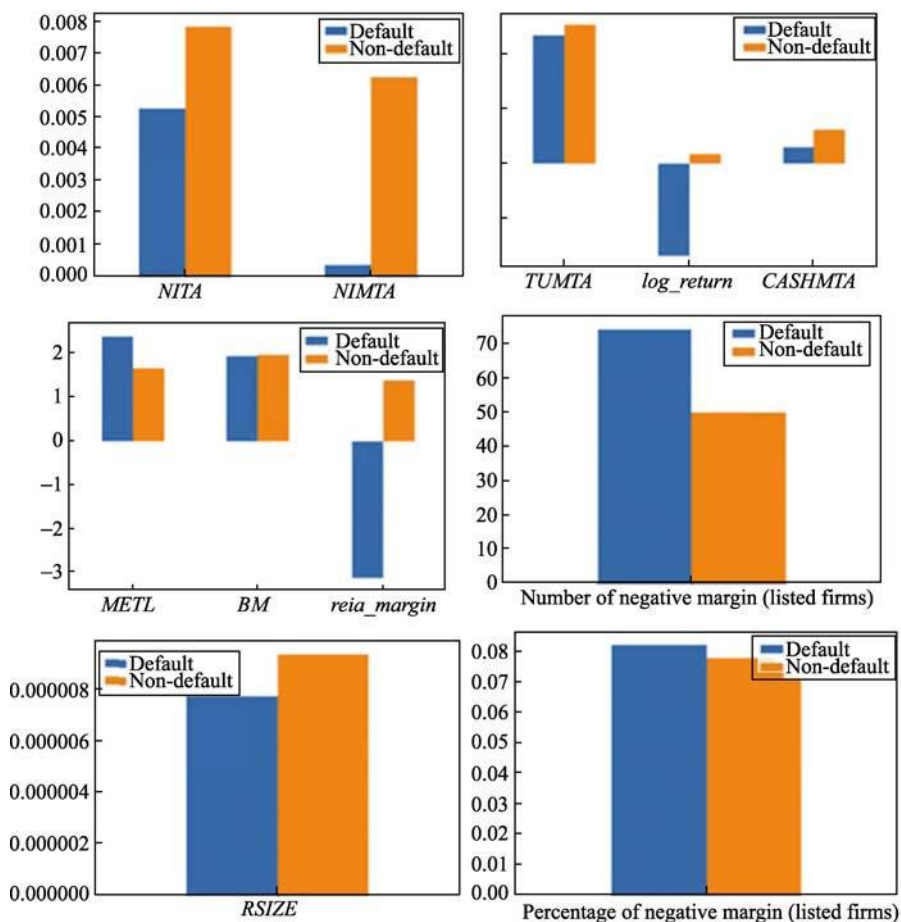 0.008
0.007
0.006
0.005
0.004
0.003
0.002
0.001
0.000
Default
Non-default
NITA
NIMTA
Default
Non-default
TUMTA
log_return
CASHMTA
2
1
0
−1
−2
−3
Default
Non-default
METL
BM
reia_margin
70
60
50
40
30
20
10
0
Default
Non-default
Number of negative margin (listed firms)
0.000008
0.000006
0.000004
0.000002
0.000000
Default
Non-default
RSIZE
0.08
0.07
0.06
0.05
0.04
0.03
0.02
0.01
0.00
Default
Non-default
Percentage of negative margin (listed firms)